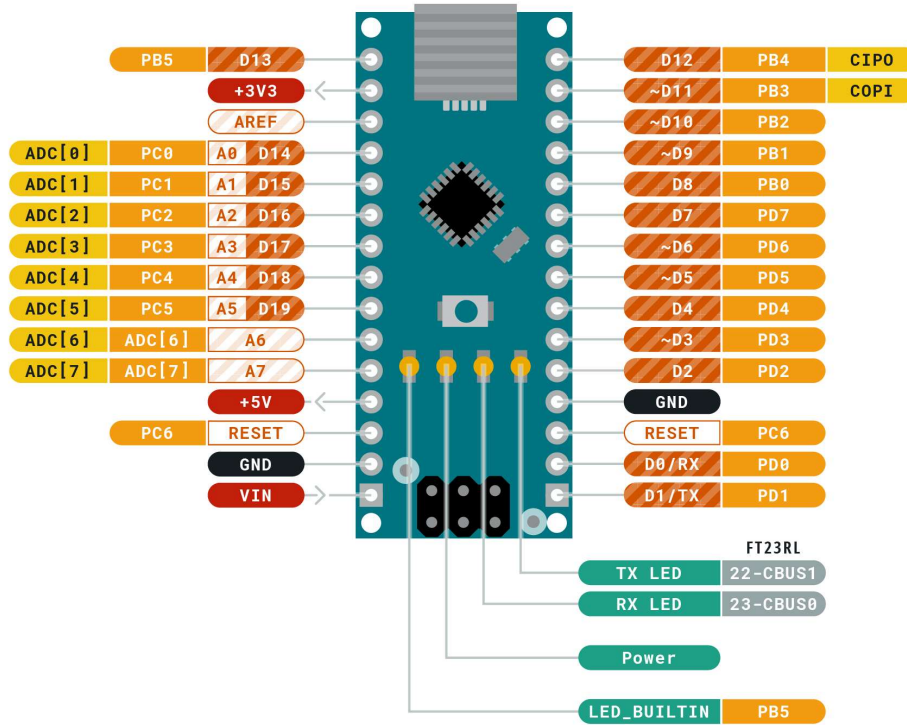 PB5 D13 D12 PB4 CIPO
+3V3 ~D11 PB3 COPI
AREF ~D10 PB2
ADC[0] PC0 A0 D14 ~D9 PB1
ADC[1] PC1 A1 D15 D8 PB0
ADC[2] PC2 A2 D16 D7 PD7
ADC[3] PC3 A3 D17 ~D6 PD6
ADC[4] PC4 A4 D18 ~D5 PD5
ADC[5] PC5 A5 D19 D4 PD4
ADC[6] ADC[6] A6 ~D3 PD3
ADC[7] ADC[7] A7 D2 PD2
+5V GND
PC6 RESET RESET PC6
GND D0/RX PD0
VIN D1/TX PD1
FT23RL
TX LED 22-CBUS1
RX LED 23-CBUS0
Power
LED_BUILTIN PB5